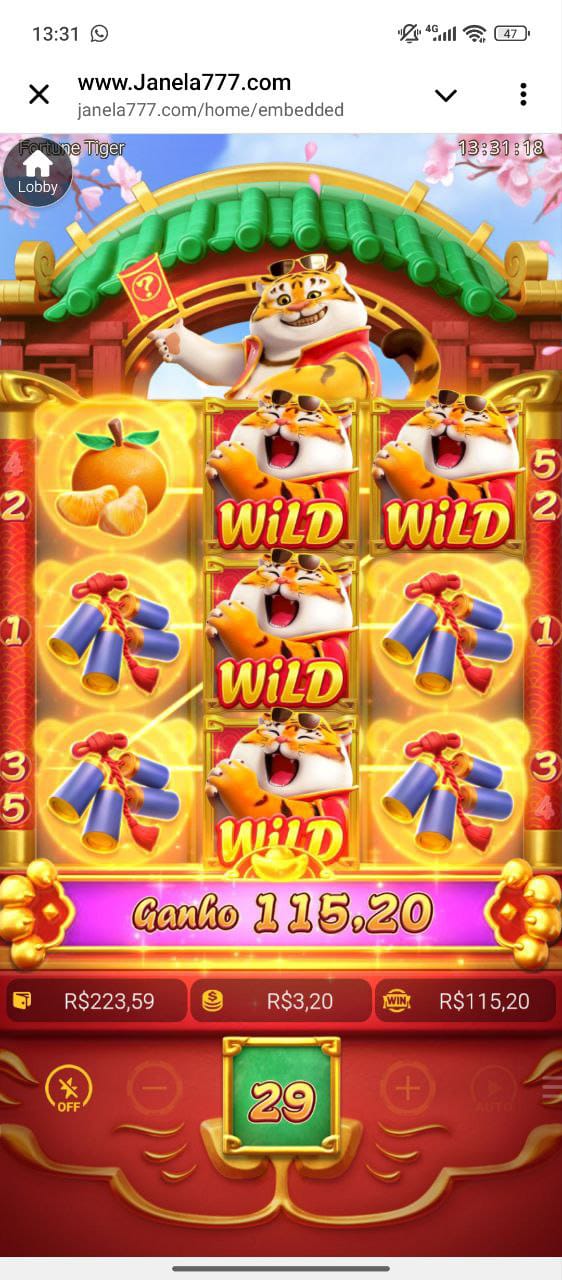 13:31
4G
47
www.Janela777.com
janela777.com/home/embedded
Fortune Tiger
13:31:18
Lobby
?
WiLD WiLD
4 5
2 2
WiLD
1 1
3 3
WiLD
5 4
Ganho 115,20
R$223,59
R$3,20
WIN R$115,20
OFF
29
AUTO